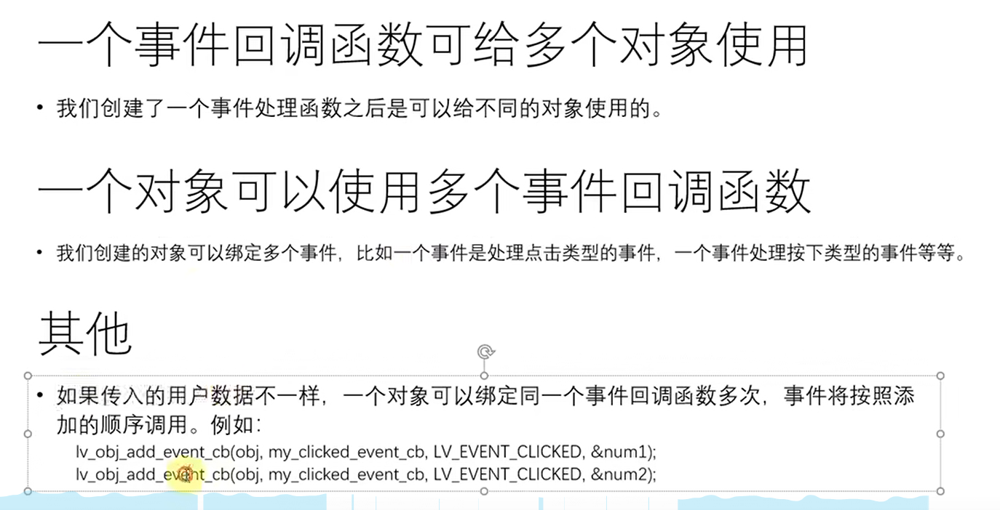 一个事件回调函数可给多个对象使用
• 我们创建了一个事件处理函数之后是可以给不同的对象使用的。
一个对象可以使用多个事件回调函数
• 我们创建的对象可以绑定多个事件，比如一个事件是处理点击类型的事件，一个事件处理按下类型的事件等等。
其他
• 如果传入的用户数据不一样，一个对象可以绑定同一个事件回调函数多次，事件将按照添
加的顺序调用。例如：
lv_obj_add_event_cb(obj, my_clicked_event_cb, LV_EVENT_CLICKED, &num1);
lv_obj_add_event_cb(obj, my_clicked_event_cb, LV_EVENT_CLICKED, &num2);